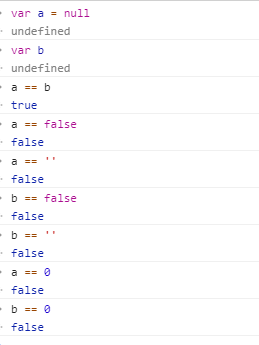 var a = null
undefined
var b
undefined
a == b
true
a == false
false
a == ''
false
b == false
false
b == ''
false
a == 0
false
b == 0
false